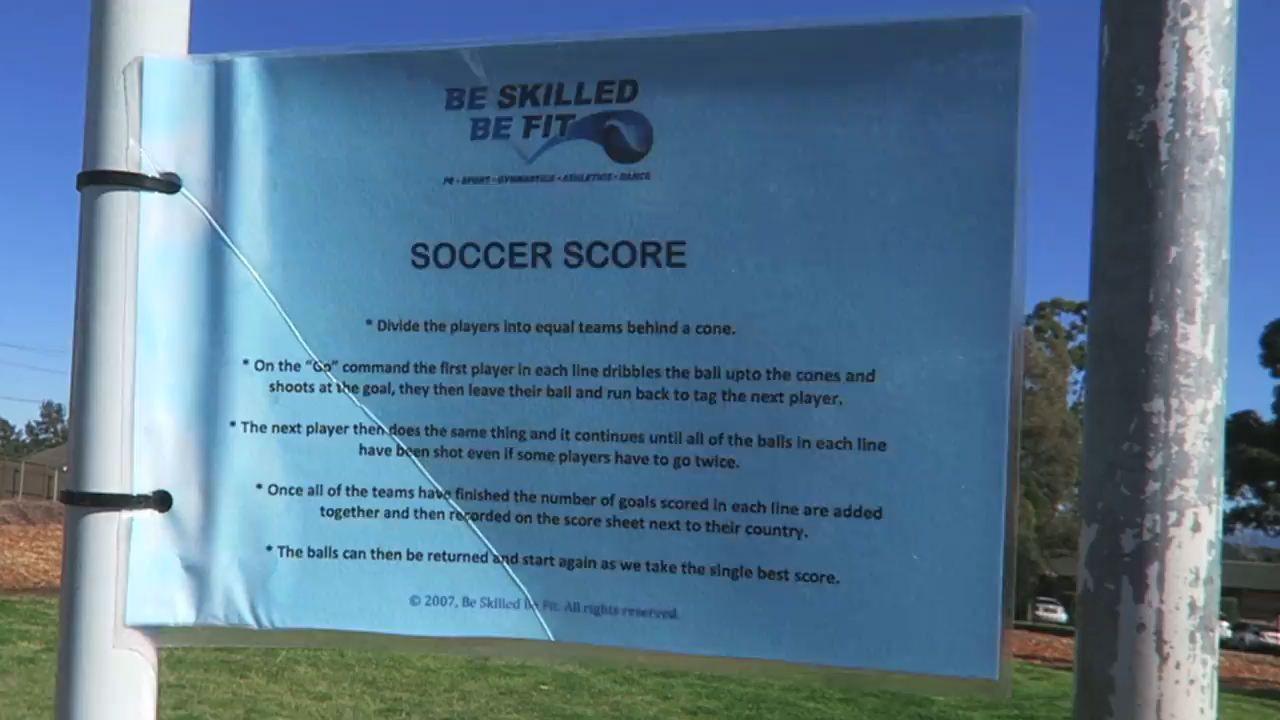 BE SKILLED
BE FIT
PE • SPORT • GYMNASTICS • ATHLETICS • DANCE
SOCCER SCORE
* Divide the players into equal teams behind a cone.
* On the "Go" command the first player in each line dribbles the ball upto the cones and
shoots at the goal, they then leave their ball and run back to tag the next player.
* The next player then does the same thing and it continues until all of the balls in each line
have been shot even if some players have to go twice.
* Once all of the teams have finished the number of goals scored in each line are added
together and then recorded on the score sheet next to their country.
* The balls can then be returned and start again as we take the single best score.
© 2007, Be Skilled Be Fit. All rights reserved.